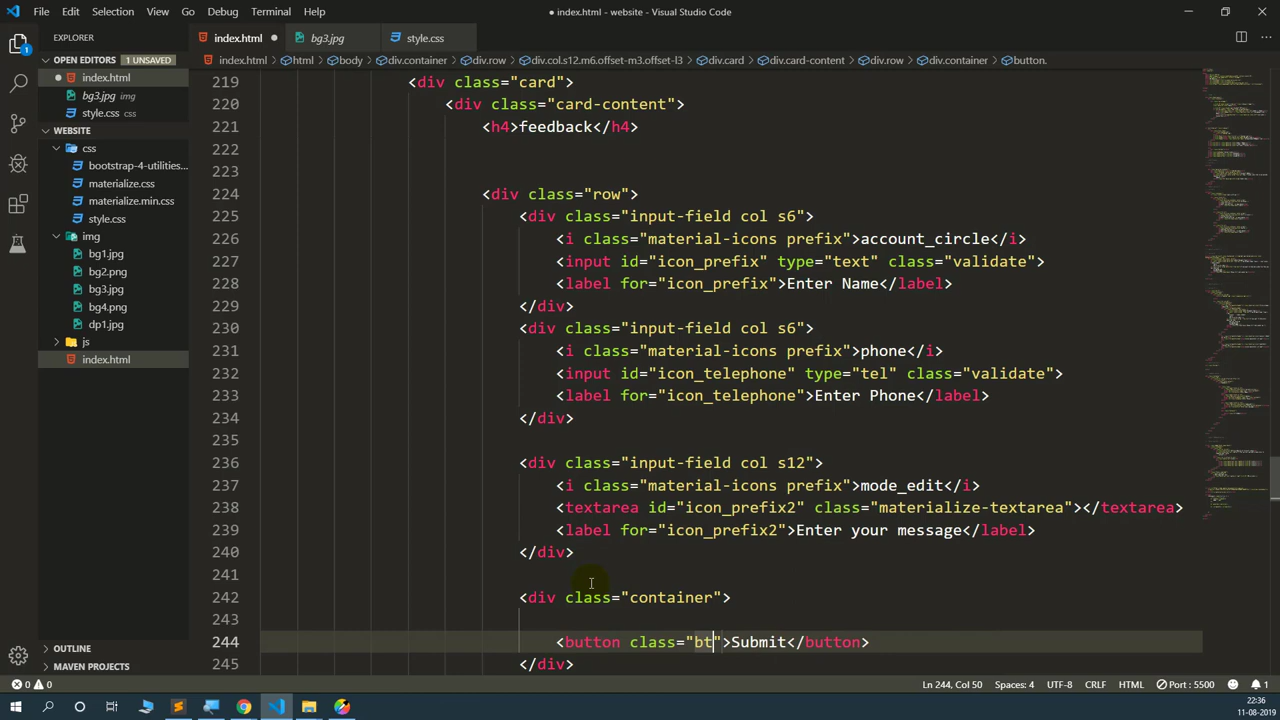 File Edit Selection View Go Debug Terminal Help
● index.html - website - Visual Studio Code
EXPLORER
index.html ●
bg3.jpg
style.css
OPEN EDITORS 1 UNSAVED
index.html > html > body > div.container > div.row > div.col.s12.m6.offset-m3.offset-l3 > div.card > div.card-content > div.row > div.container > button.
index.html
bg3.jpg img
style.css css
WEBSITE
css
bootstrap-4-utilities...
materialize.css
materialize.min.css
style.css
img
bg1.jpg
bg2.png
bg3.jpg
bg4.png
dp1.jpg
js
index.html
OUTLINE
MAVEN PROJECTS
219 <div class="card">
220 <div class="card-content">
221 <h4>feedback</h4>
222
223
224 <div class="row">
225 <div class="input-field col s6">
226 <i class="material-icons prefix">account_circle</i>
227 <input id="icon_prefix" type="text" class="validate">
228 <label for="icon_prefix">Enter Name</label>
229 </div>
230 <div class="input-field col s6">
231 <i class="material-icons prefix">phone</i>
232 <input id="icon_telephone" type="tel" class="validate">
233 <label for="icon_telephone">Enter Phone</label>
234 </div>
235
236 <div class="input-field col s12">
237 <i class="material-icons prefix">mode_edit</i>
238 <textarea id="icon_prefix2" class="materialize-textarea"></textarea>
239 <label for="icon_prefix2">Enter your message</label>
240 </div>
241
242 <div class="container">
243
244 <button class="bt">Submit</button>
245 </div>
0 0
Ln 244, Col 50 Spaces: 4 UTF-8 CRLF HTML Port : 5500 1
22:36
11-08-2019